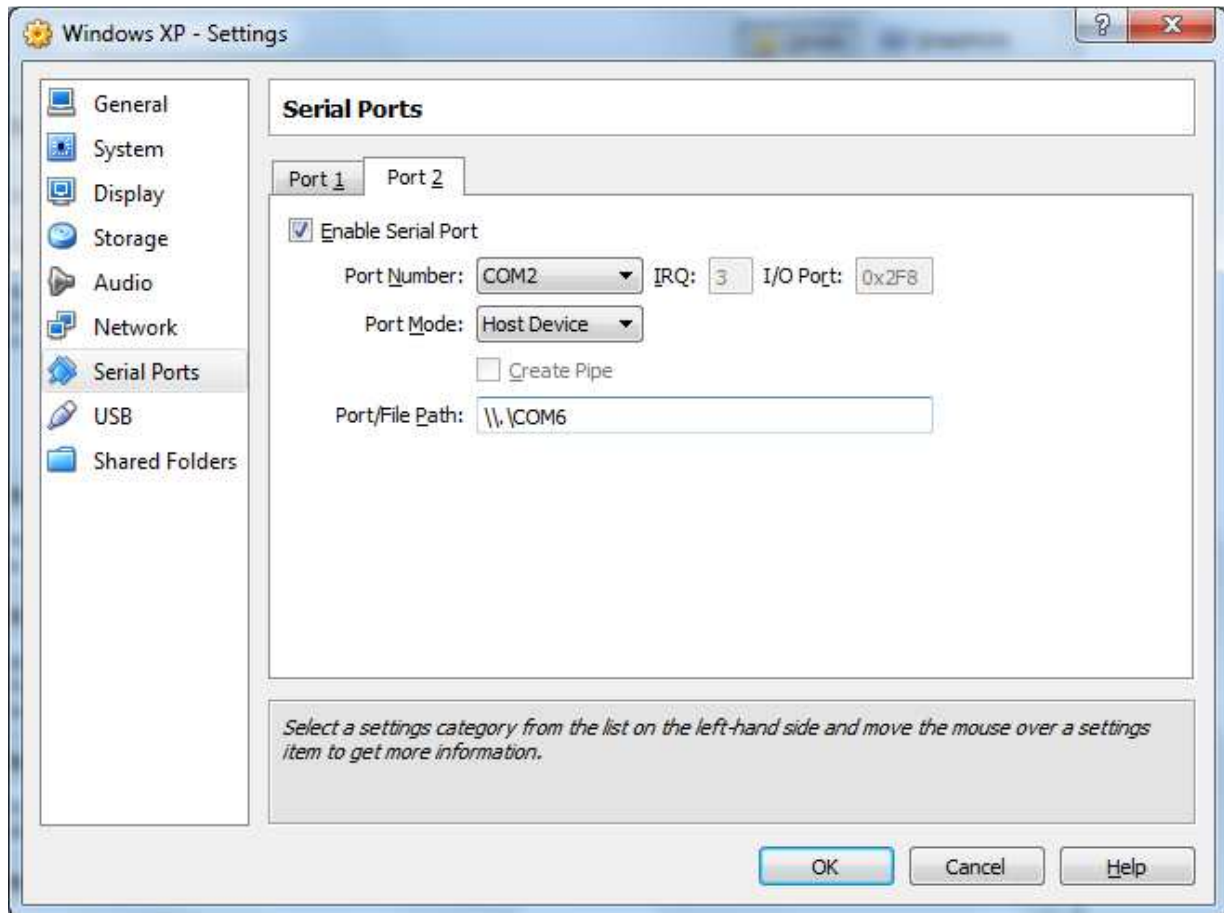 Windows XP - Settings
General
System
Display
Storage
Audio
Network
Serial Ports
USB
Shared Folders
Serial Ports
Port 1 Port 2
Enable Serial Port
Port Number: COM2 IRQ: 3 I/O Port: 0x2F8
Port Mode: Host Device
Create Pipe
Port/File Path: \\.\COM6
Select a settings category from the list on the left-hand side and move the mouse over a settings
item to get more information.
OK Cancel Help